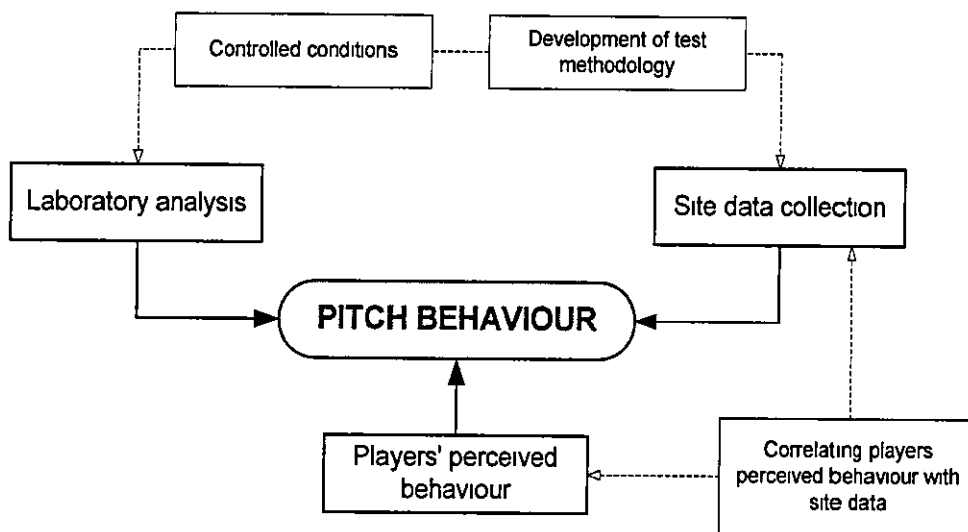 Controlled conditions
Development of test
methodology
Laboratory analysis
Site data collection
PITCH BEHAVIOUR
Players' perceived
behaviour
Correlating players
perceived behaviour with
site data